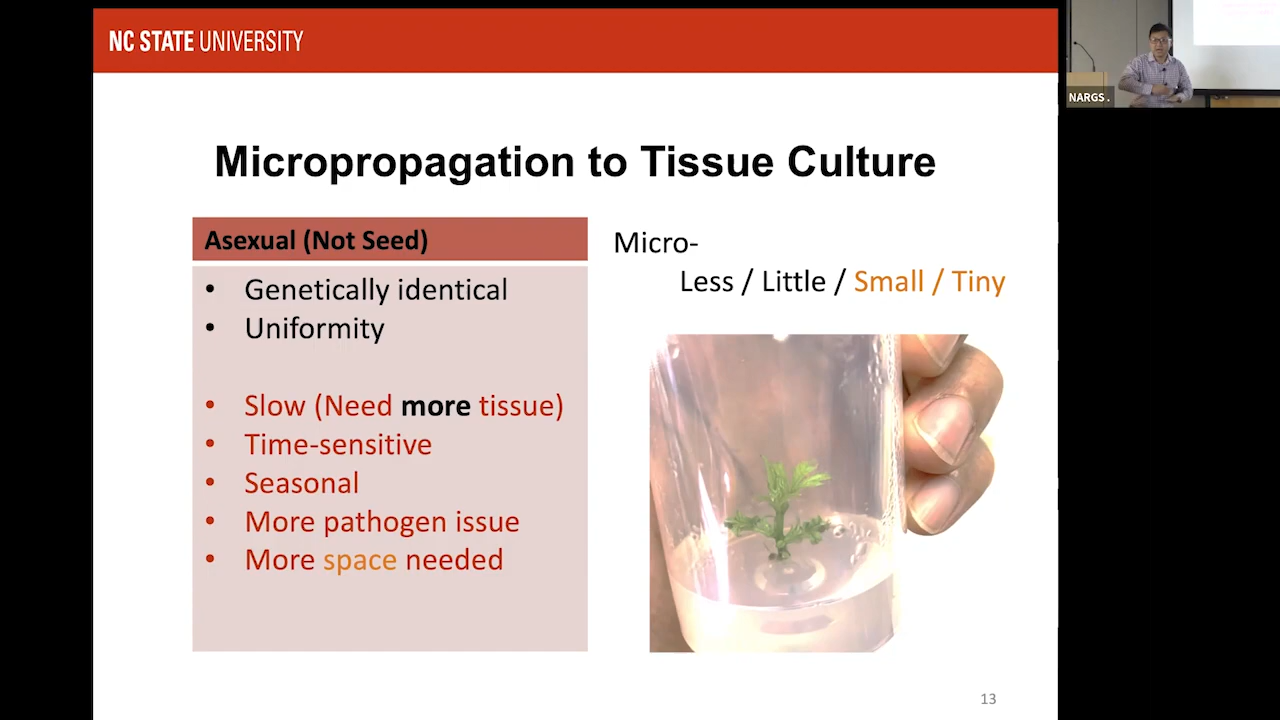 NC STATE UNIVERSITY
NARGS .
Micropropagation to Tissue Culture
Asexual (Not Seed)
• Genetically identical
• Uniformity
• Slow (Need more tissue)
• Time-sensitive
• Seasonal
• More pathogen issue
• More space needed
Micro-
Less / Little / Small / Tiny
13